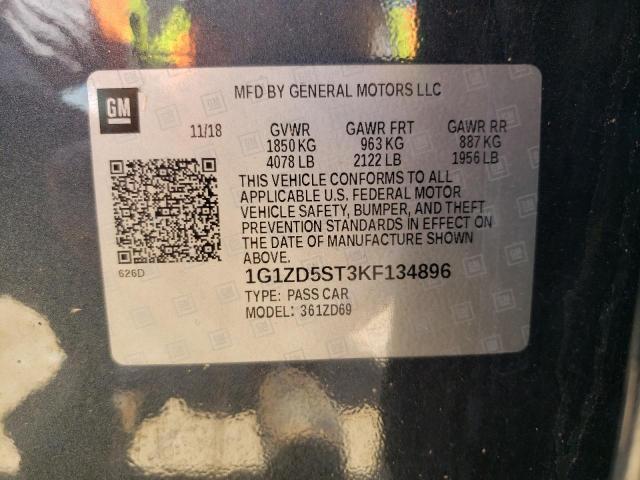 GM
MFD BY GENERAL MOTORS LLC
11/18 GVWR GAWR FRT GAWR RR
1850 KG 963 KG 887 KG
4078 LB 2122 LB 1956 LB
THIS VEHICLE CONFORMS TO ALL
APPLICABLE U.S. FEDERAL MOTOR
VEHICLE SAFETY, BUMPER, AND THEFT
PREVENTION STANDARDS IN EFFECT ON
THE DATE OF MANUFACTURE SHOWN
ABOVE.
626D
1G1ZD5ST3KF134896
TYPE: PASS CAR
MODEL: 361ZD69